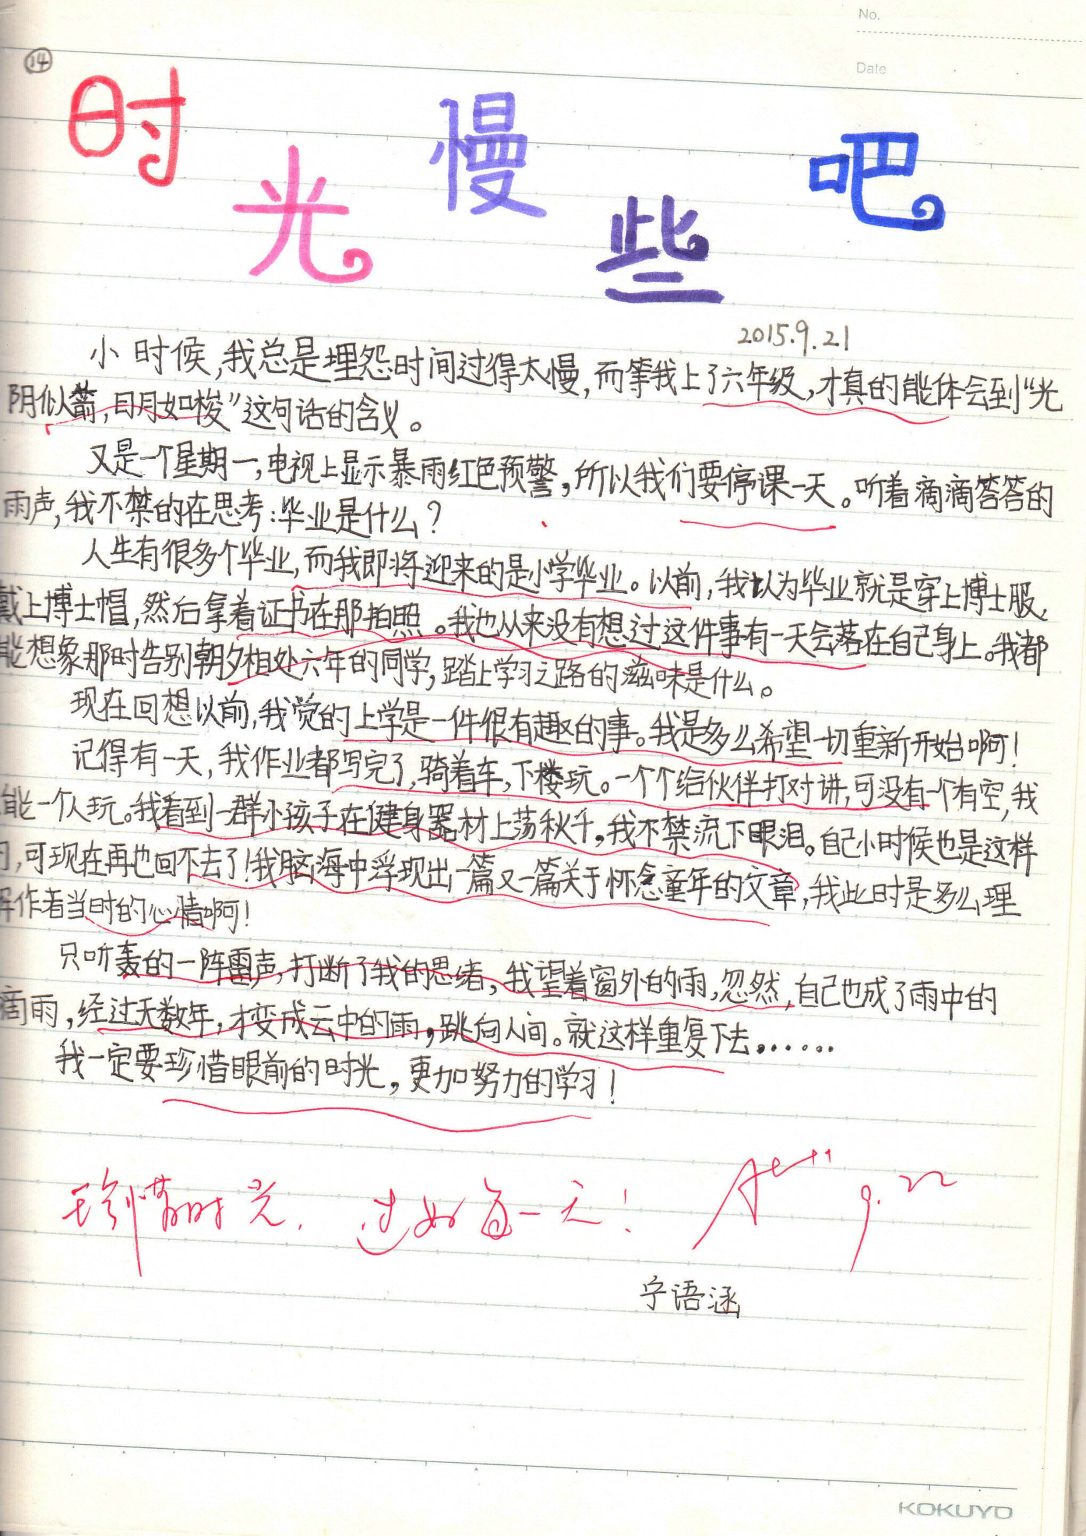 No.
Date
14
时光慢些吧
2015.9.21
小时候,我总是埋怨时间过得太慢,而等我上了六年级,才真的能体会到“光
阴似箭,日月如梭”这句话的含义。
又是一个星期一,电视上显示暴雨红色预警,所以我们要停课一天。听着滴滴答答的
雨声,我不禁的在思考:毕业是什么?
人生有很多个毕业,而我即将迎来的是小学毕业。以前,我以为毕业就是穿上博士服,
戴上博士帽,然后拿着证书在那拍照。我也从来没有想过这件事有一天会落在自己身上。我都
能想象那时告别朝夕相处六年的同学,踏上学习之路的滋味是什么。
现在回想以前,我觉的上学是一件很有趣的事。我是多么希望一切重新开始啊!
记得有一天,我作业都写完了,骑着车,下楼玩。一个个给伙伴打对讲,可没有一个有空,我
能一个人玩。我看到一群小孩子在健身器材上荡秋千,我不禁流下眼泪。自己小时候也是这样
,可现在再也回不去了!我脑海中浮现出一篇又一篇关于怀念童年的文章,我此时是多么理
解作者当时的心情啊!
只听轰的一阵雷声,打断了我的思绪,我望着窗外的雨,忽然,自己也成了雨中的
滴雨,经过无数年,才变成云中的雨,跳向人间。就这样重复下去......
我一定要珍惜眼前的时光,更加努力的学习!
珍惜时光,过好每一天! A++ 9.22
宁语涵
KOKUYO